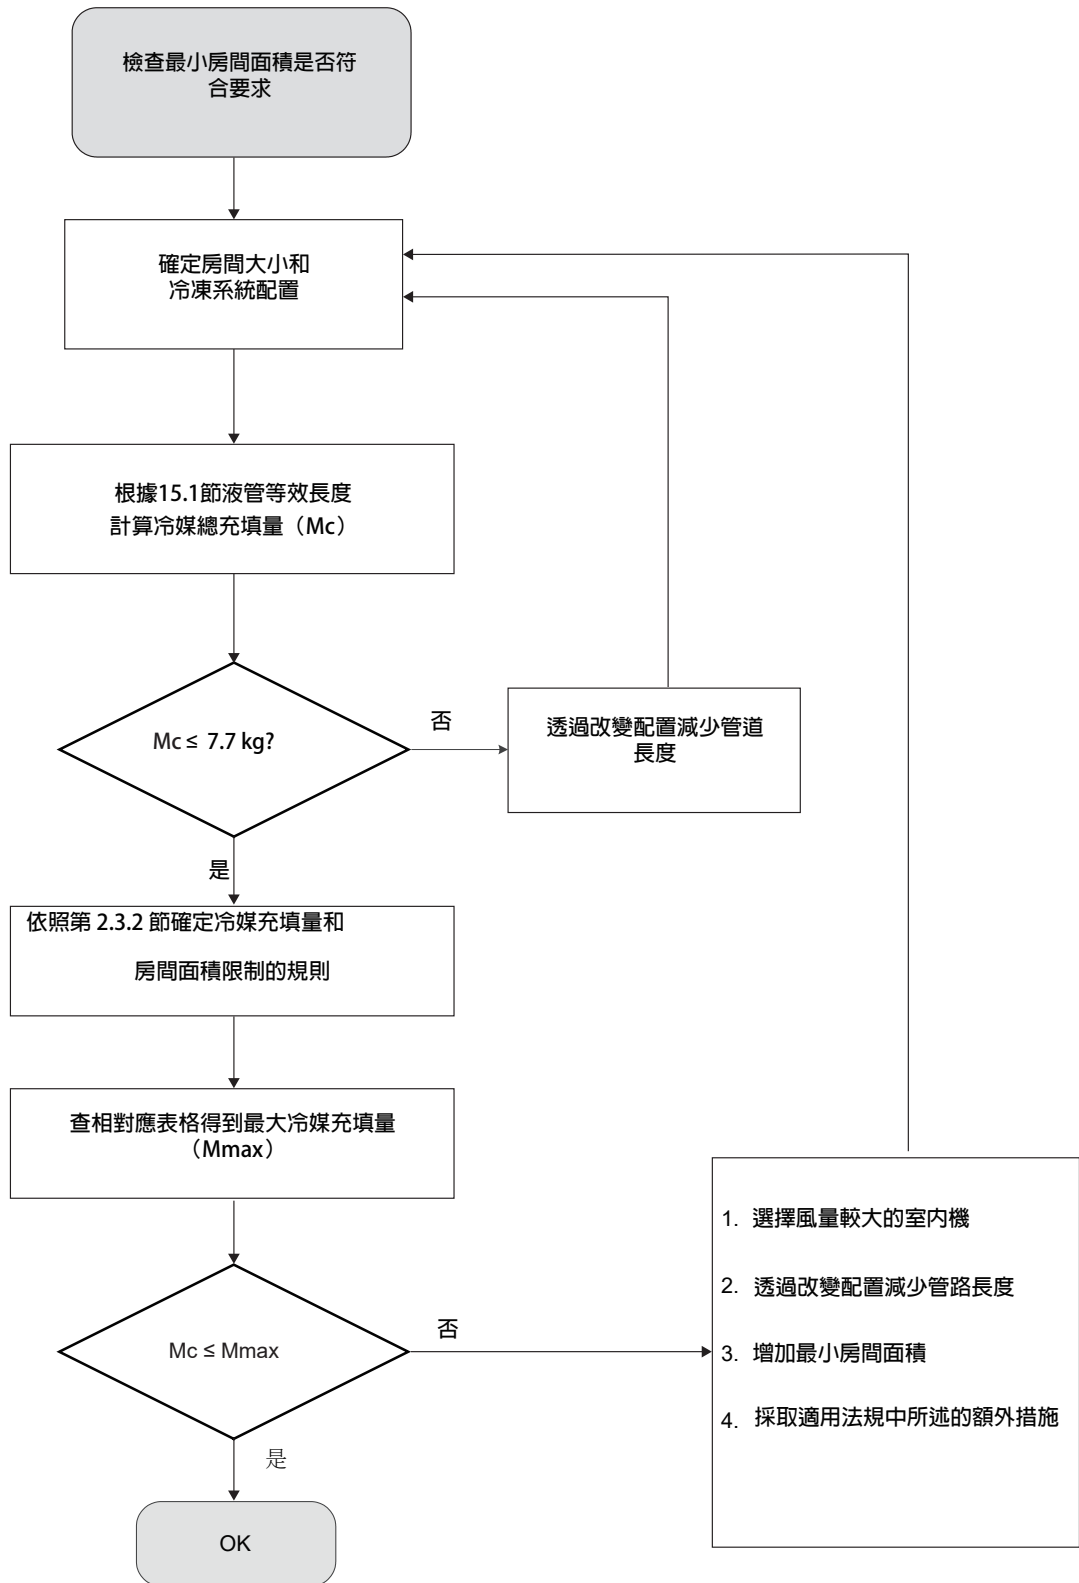 檢查最小房間面積是否符
合要求
確定房間大小和
冷凍系統配置
根據15.1節液管等效長度
計算冷媒總充填量（Mc）
Mc ≤ 7.7 kg?
否
透過改變配置減少管道
長度
是
依照第 2.3.2 節確定冷媒充填量和
房間面積限制的規則
查相對應表格得到最大冷媒充填量
（Mmax）
Mc ≤ Mmax
否
1. 選擇風量較大的室內機
2. 透過改變配置減少管路長度
3. 增加最小房間面積
4. 採取適用法規中所述的額外措施
是
OK